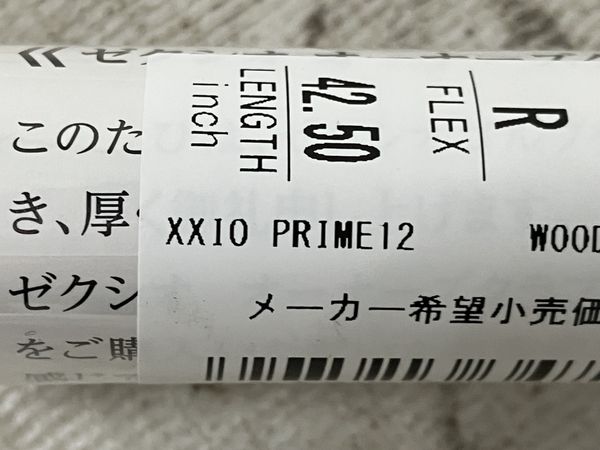 このた
き、厚
ゼクシ
をご購
R
FLEX
42.50
LENGTH
inch
XXIO PRIME12 WOOD
メーカー希望小売価